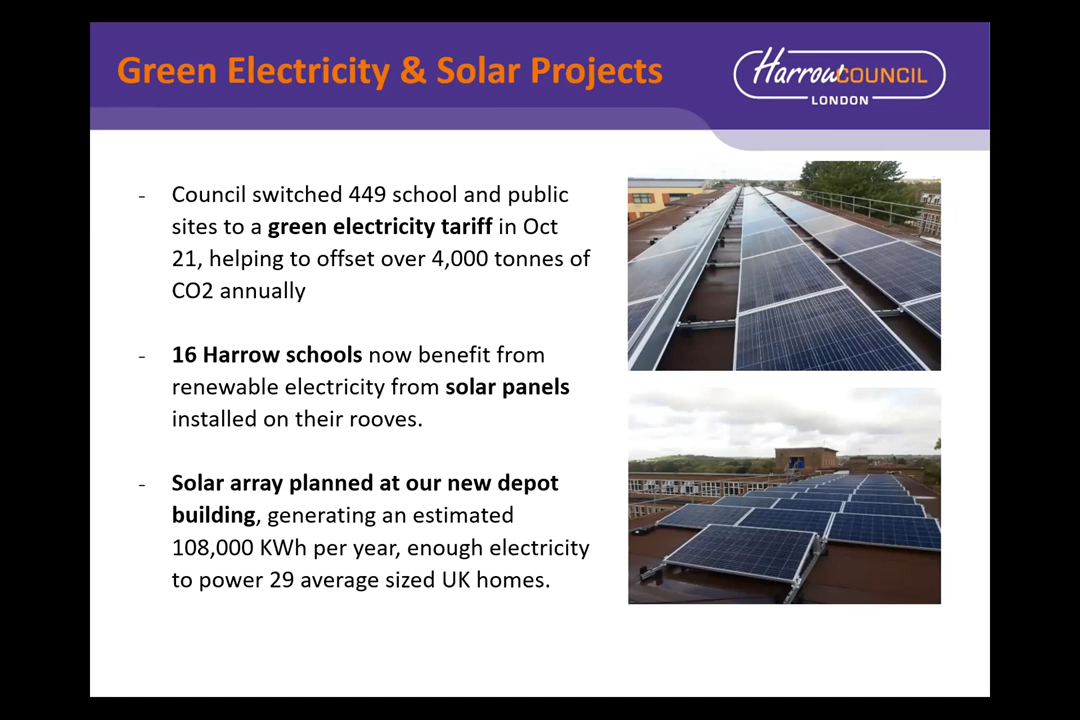 Green Electricity & Solar Projects
HarrowCOUNCIL
LONDON
- Council switched 449 school and public
sites to a green electricity tariff in Oct
21, helping to offset over 4,000 tonnes of
CO2 annually
- 16 Harrow schools now benefit from
renewable electricity from solar panels
installed on their rooves.
- Solar array planned at our new depot
building, generating an estimated
108,000 KWh per year, enough electricity
to power 29 average sized UK homes.